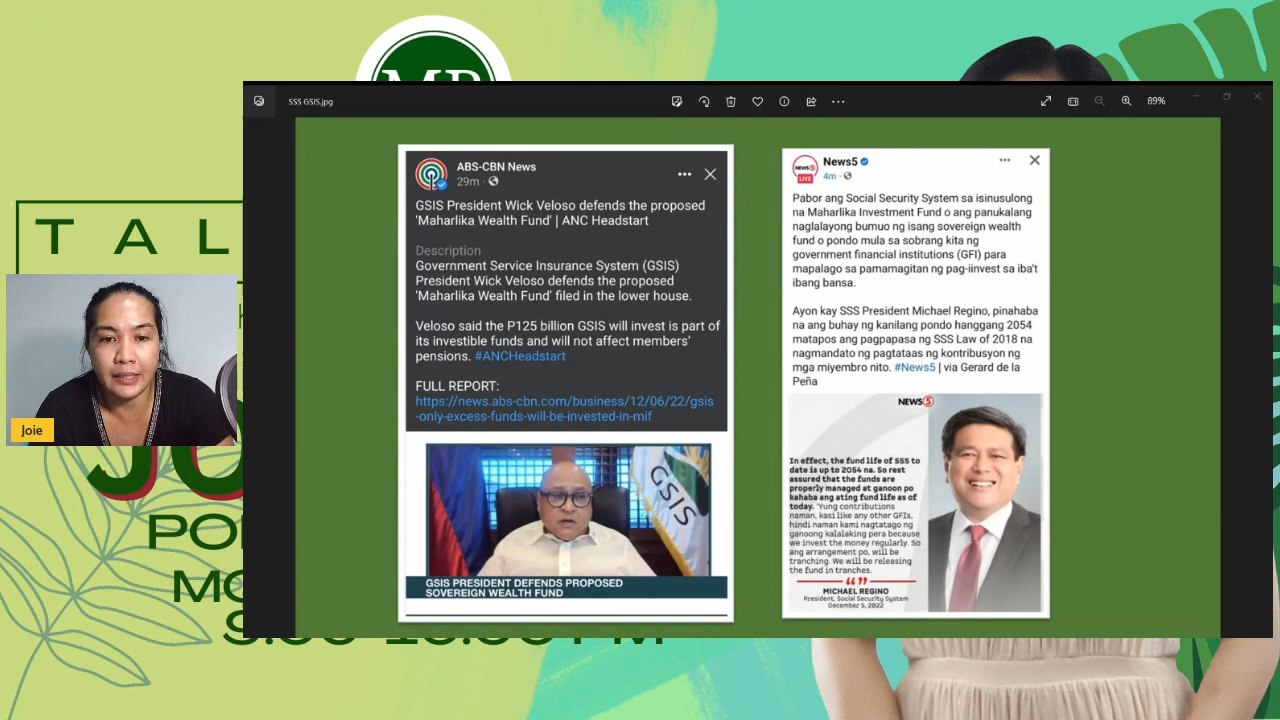 MB
TAL
JO
PO
MO
9:00-10:00 PM
Joie
SSS GSIS.jpg
89%
ABS-CBN News
29m
GSIS President Wick Veloso defends the proposed
'Maharlika Wealth Fund' | ANC Headstart
Description
Government Service Insurance System (GSIS)
President Wick Veloso defends the proposed
'Maharlika Wealth Fund' filed in the lower house.
Veloso said the P125 billion GSIS will invest is part of
its investible funds and will not affect members'
pensions. #ANCHeadstart
FULL REPORT:
https://news.abs-cbn.com/business/12/06/22/gsis
-only-excess-funds-will-be-invested-in-mif
GSIS
GSIS PRESIDENT DEFENDS PROPOSED
SOVEREIGN WEALTH FUND
NEWS5
LIVE
News5
4m
Pabor ang Social Security System sa isinusulong
na Maharlika Investment Fund o ang panukalang
naglalayong bumuo ng isang sovereign wealth
fund o pondo mula sa sobrang kita ng
government financial institutions (GFI) para
mapalago sa pamamagitan ng pag-iinvest sa iba't
ibang bansa.
Ayon kay SSS President Michael Regino, pinahaba
na ang buhay ng kanilang pondo hanggang 2054
matapos ang pagpapasa ng SSS Law of 2018 na
nagmandato ng pagtataas ng kontribusyon ng
mga miyembro nito. #News5 | via Gerard de la
Peña
NEWS5
In effect, the fund life of SSS to
date is up to 2054 na. So rest
assured that the funds are
properly managed at ganoon po
kahaba ang ating fund life as of
today. 'Yung contributions
naman, kasi like any other GFIs,
hindi naman kami nagtatago ng
ganoong kalalaking pera because
we invest the money regularly. So
ang arrangement po, will be
tranching. We will be releasing
the fund in tranches.
MICHAEL REGINO
President, Social Security System
December 5, 2022